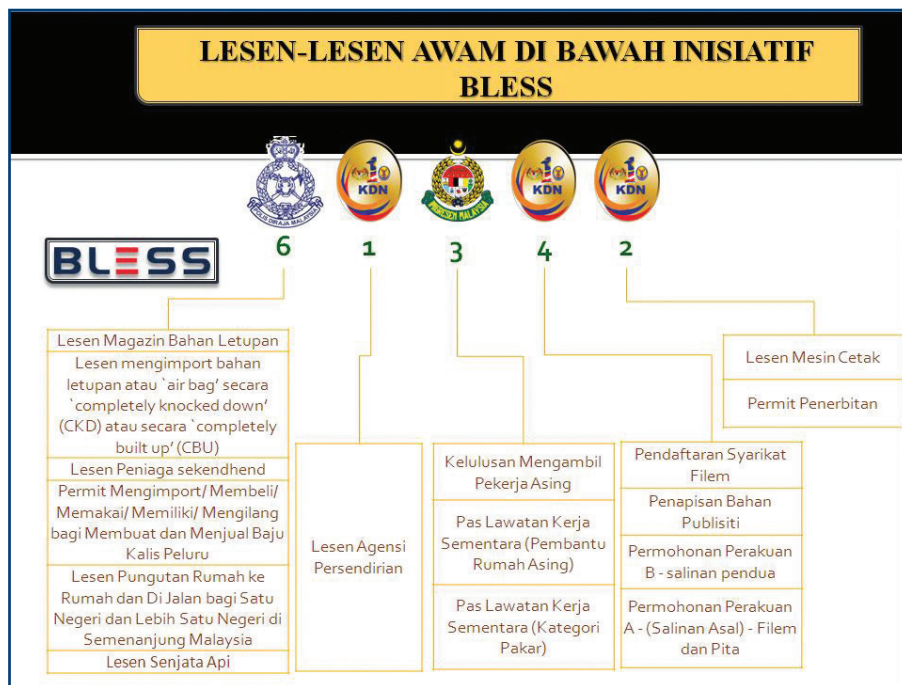 LESEN-LESEN AWAM DI BAWAH INISIATIF
BLESS
POLIS DIRAJA MALAYSIA
KDN
IMIGRESEN MALAYSIA
KDN
KDN
6
1
3
4
2
BLESS
Lesen Magazin Bahan Letupan
Lesen mengimport bahan
letupan atau `air bag' secara
`completely knocked down'
(CKD) atau secara `completely
built up' (CBU)
Lesen Peniaga sekendhend
Permit Mengimport/ Membeli/
Memakai/ Memiliki/ Mengilang
bagi Membuat dan Menjual Baju
Kalis Peluru
Lesen Pungutan Rumah ke
Rumah dan Di Jalan bagi Satu
Negeri dan Lebih Satu Negeri di
Semenanjung Malaysia
Lesen Senjata Api
Lesen Agensi
Persendirian
Kelulusan Mengambil
Pekerja Asing
Pas Lawatan Kerja
Sementara (Pembantu
Rumah Asing)
Pas Lawatan Kerja
Sementara (Kategori
Pakar)
Pendaftaran Syarikat
Filem
Penapisan Bahan
Publisiti
Permohonan Perakuan
B - salinan pendua
Permohonan Perakuan
A - (Salinan Asal) - Filem
dan Pita
Lesen Mesin Cetak
Permit Penerbitan